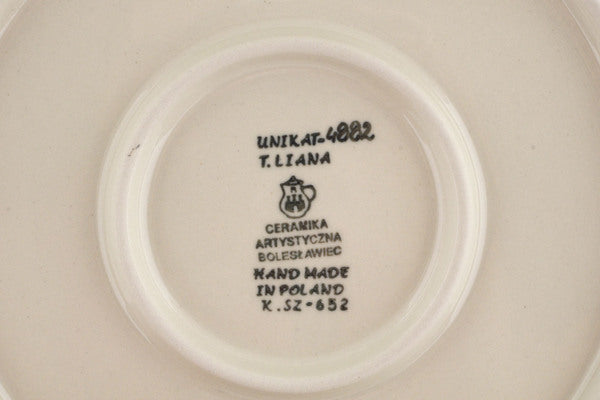 UNIKAT-4882
T.LIANA
CERAMIKA
ARTYSTYCZNA
BOLESŁAWIEC
HAND MADE
IN POLAND
K.SZ-652